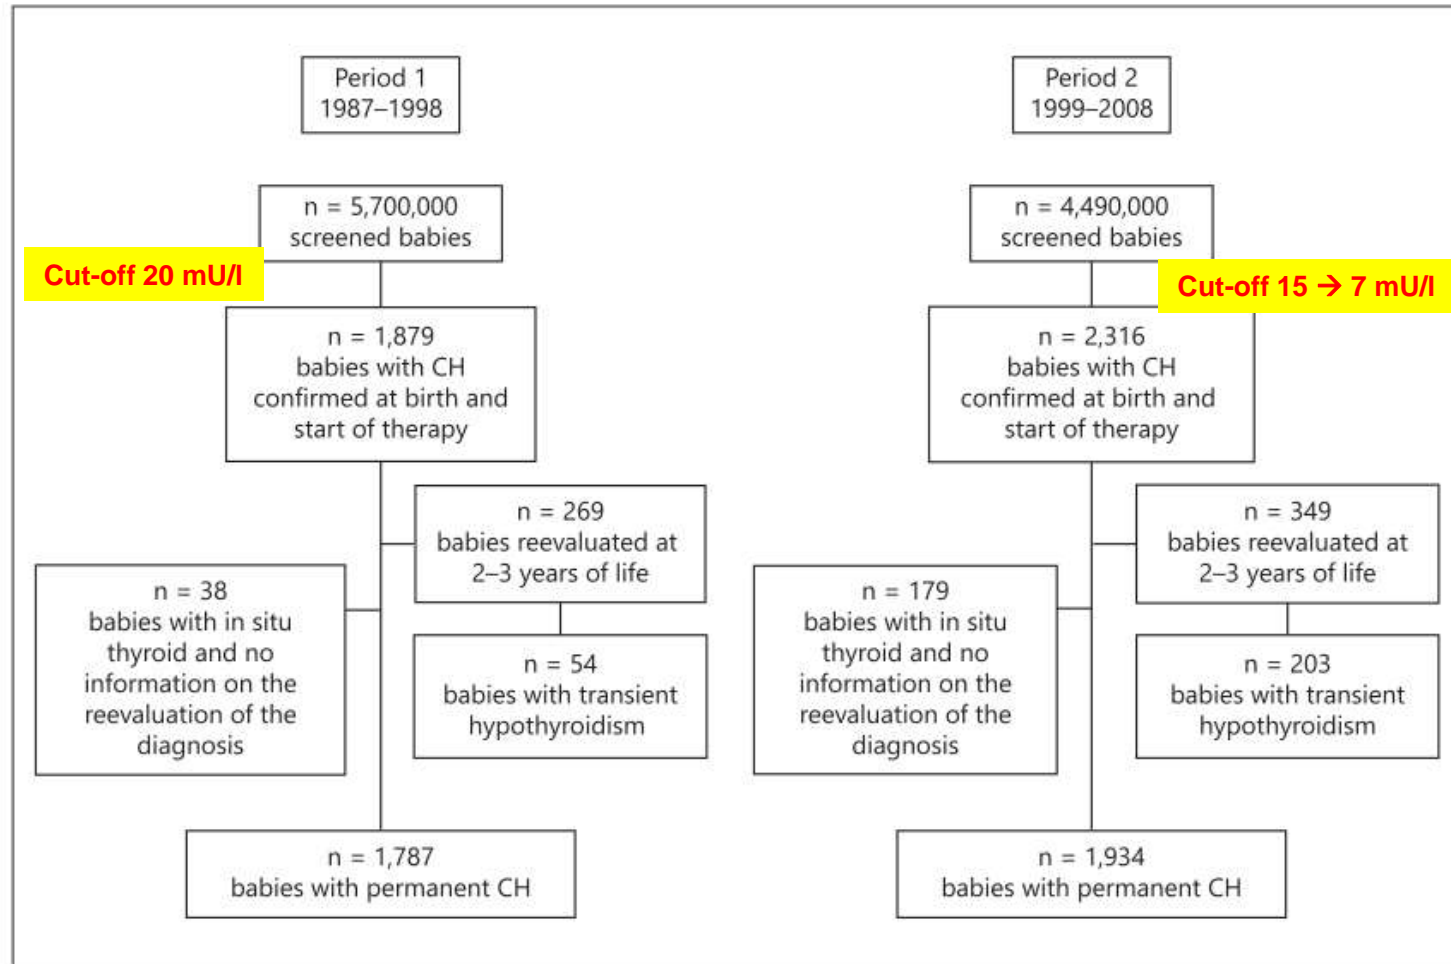 Period 1
1987–1998
n = 5,700,000
screened babies
Cut-off 20 mU/l
n = 1,879
babies with CH
confirmed at birth and
start of therapy
n = 269
babies reevaluated at
2–3 years of life
n = 38
babies with in situ
thyroid and no
information on the
reevaluation of the
diagnosis
n = 54
babies with transient
hypothyroidism
n = 1,787
babies with permanent CH
Period 2
1999–2008
n = 4,490,000
screened babies
Cut-off 15 → 7 mU/l
n = 2,316
babies with CH
confirmed at birth and
start of therapy
n = 349
babies reevaluated at
2–3 years of life
n = 179
babies with in situ
thyroid and no
information on the
reevaluation of the
diagnosis
n = 203
babies with transient
hypothyroidism
n = 1,934
babies with permanent CH